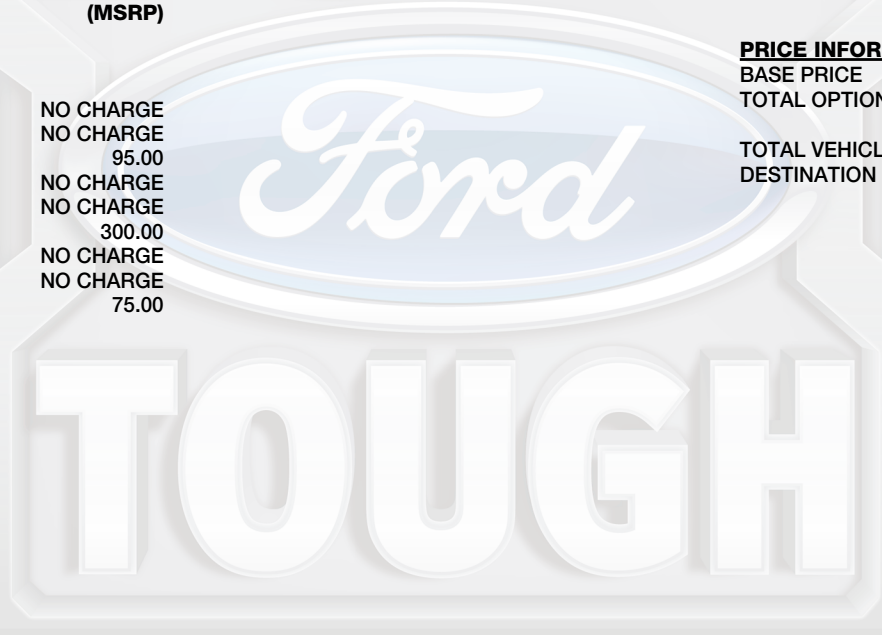 (MSRP)
NO CHARGE
NO CHARGE
95.00
NO CHARGE
NO CHARGE
300.00
NO CHARGE
NO CHARGE
75.00
PRICE INFOR
BASE PRICE
TOTAL OPTION
TOTAL VEHICL
DESTINATION
Ford
TOUGH